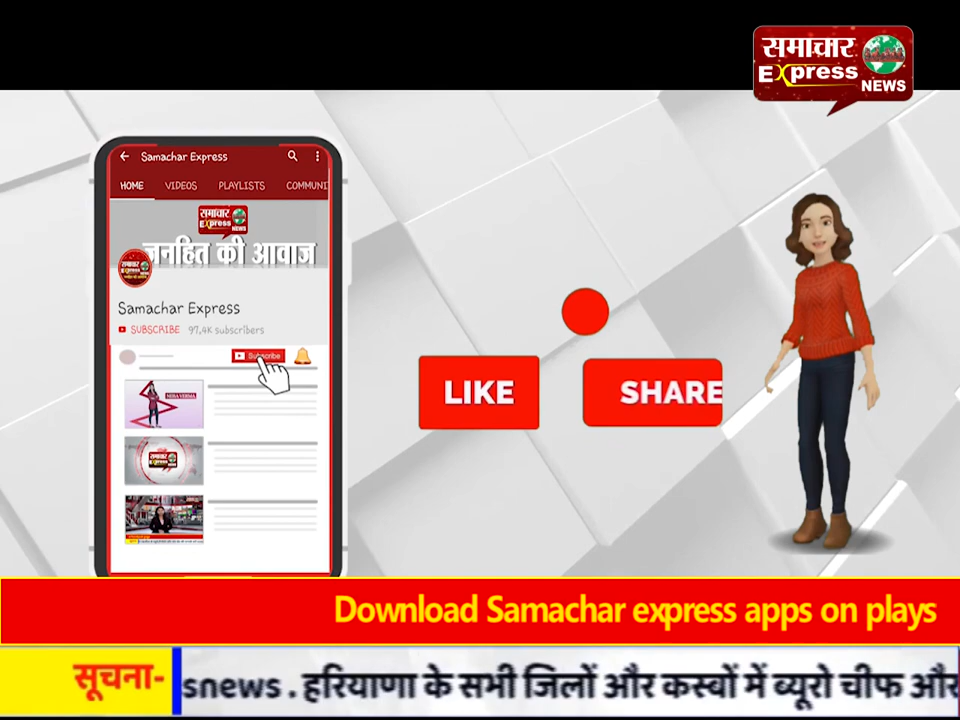 समाचार
Express
NEWS
Samachar Express
HOME VIDEOS PLAYLISTS COMMUNI
समाचार
Express
NEWS
जनहित की आवाज
Samachar Express
SUBSCRIBE 97.4K subscribers
Subscribe
LIKE
SHARE
Download Samachar express apps on plays
सूचना-
snews . हरियाणा के सभी जिलों और कस्बों में ब्यूरो चीफ और